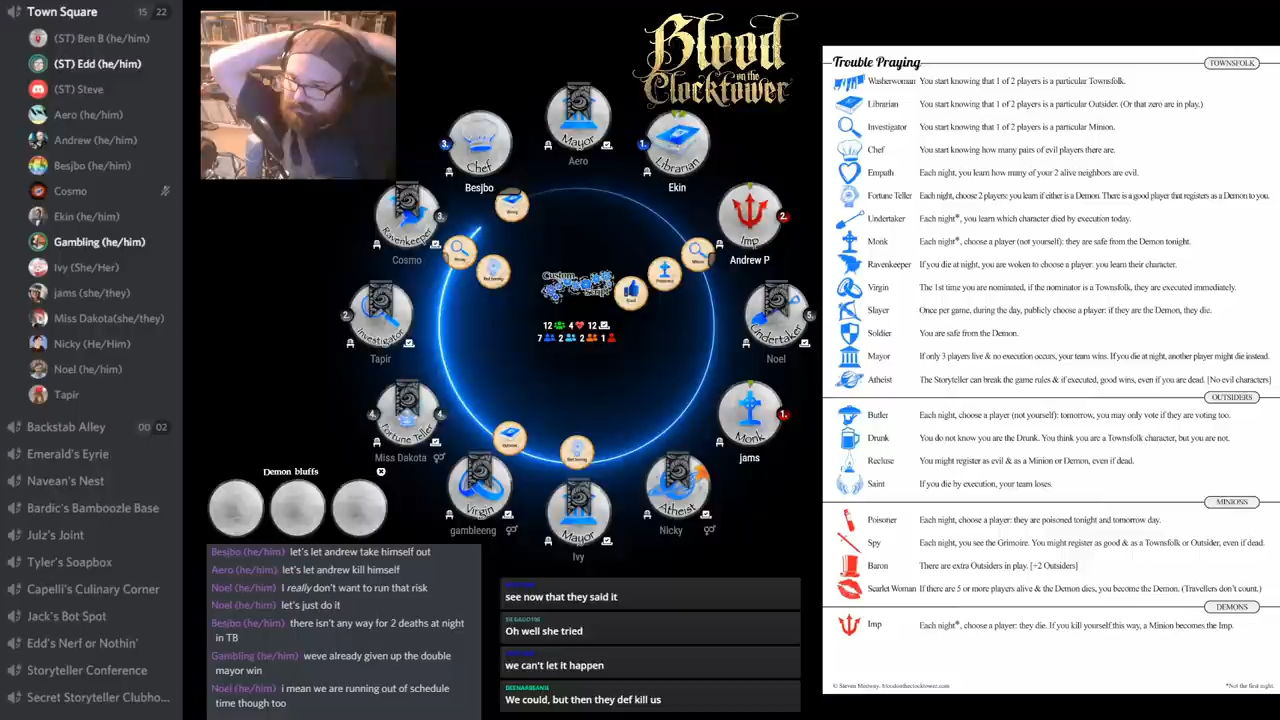 Town Square
15 22
(ST) Ben B (he/him)
(ST) Edd (he/him)
(ST) Steve
Aero (he/him)
Andrew (he/him)
Besjbo (he/him)
Cosmo
Ekin (he/him)
Gambling (he/him)
Ivy (She/Her)
jams (she/they)
Miss Dakota(she/they)
Nicky (He/Him)
Noel (he/him)
Tapir
Backstab Alley
00 02
Emerald's Eyrie
Navean's Nest
Bardic's Bamboozle Base
Julz's Joint
Tyler's Tearbox
Capelli's Culinary Corner
Jack's Box
Edd's Bed of Nothin'
Storyteller Conference
Secret Storyteller Clubho...
Blood
on the
Clocktower
Mayor
Aero
3.
Chef
Besjbo
1.
Librarian
Ekin
Ravenkeeper
3.
Cosmo
Imp
2.
Andrew P
2.
Investigator
Tapir
Undertaker
5.
Noel
4.
Fortune Teller
4.
Miss Dakota
Monk
1.
jams
Virgin
gambleeng
Mayor
Ivy
Atheist
Nicky
Custom
Script
12 4 12
7 2 2 1
Demon bluffs
Besjbo (he/him) let's let andrew take himself out
Aero (he/him) let's let andrew kill himself
Noel (he/him) I really don't want to run that risk
Noel (he/him) let's just do it
Besjbo (he/him) there isn't any way for 2 deaths at night
in TB
Gambling (he/him) weve already given up the double
mayor win
Noel (he/him) i mean we are running out of schedule
time though too
see now that they said it
Oh well she tried
we can't let it happen
We could, but then they def kill us
Trouble Praying
TOWNSFOLK
Washerwoman You start knowing that 1 of 2 players is a particular Townsfolk.
Librarian You start knowing that 1 of 2 players is a particular Outsider. (Or that zero are in play.)
Investigator You start knowing that 1 of 2 players is a particular Minion.
Chef You start knowing how many pairs of evil players there are.
Empath Each night, you learn how many of your 2 alive neighbors are evil.
Fortune Teller Each night, choose 2 players: you learn if either is a Demon. There is a good player that registers as a Demon to you.
Undertaker Each night*, you learn which character died by execution today.
Monk Each night*, choose a player (not yourself): they are safe from the Demon tonight.
Ravenkeeper If you die at night, you are woken to choose a player: you learn their character.
Virgin The 1st time you are nominated, if the nominator is a Townsfolk, they are executed immediately.
Slayer Once per game, during the day, publicly choose a player: if they are the Demon, they die.
Soldier You are safe from the Demon.
Mayor If only 3 players live & no execution occurs, your team wins. If you die at night, another player might die instead.
Atheist The Storyteller can break the game rules & if executed, good wins, even if you are dead. [No evil characters]
OUTSIDERS
Butler Each night, choose a player (not yourself): tomorrow, you may only vote if they are voting too.
Drunk You do not know you are the Drunk. You think you are a Townsfolk character, but you are not.
Recluse You might register as evil & as a Minion or Demon, even if dead.
Saint If you die by execution, your team loses.
MINIONS
Poisoner Each night, choose a player: they are poisoned tonight and tomorrow day.
Spy Each night, you see the Grimoire. You might register as good & as a Townsfolk or Outsider, even if dead.
Baron There are extra Outsiders in play. [+2 Outsiders]
Scarlet Woman If there are 5 or more players alive & the Demon dies, you become the Demon. (Travellers don't count.)
DEMONS
Imp Each night*, choose a player: they die. If you kill yourself this way, a Minion becomes the Imp.
© Steven Medway, bloodontheclocktower.com
*Not the first night.